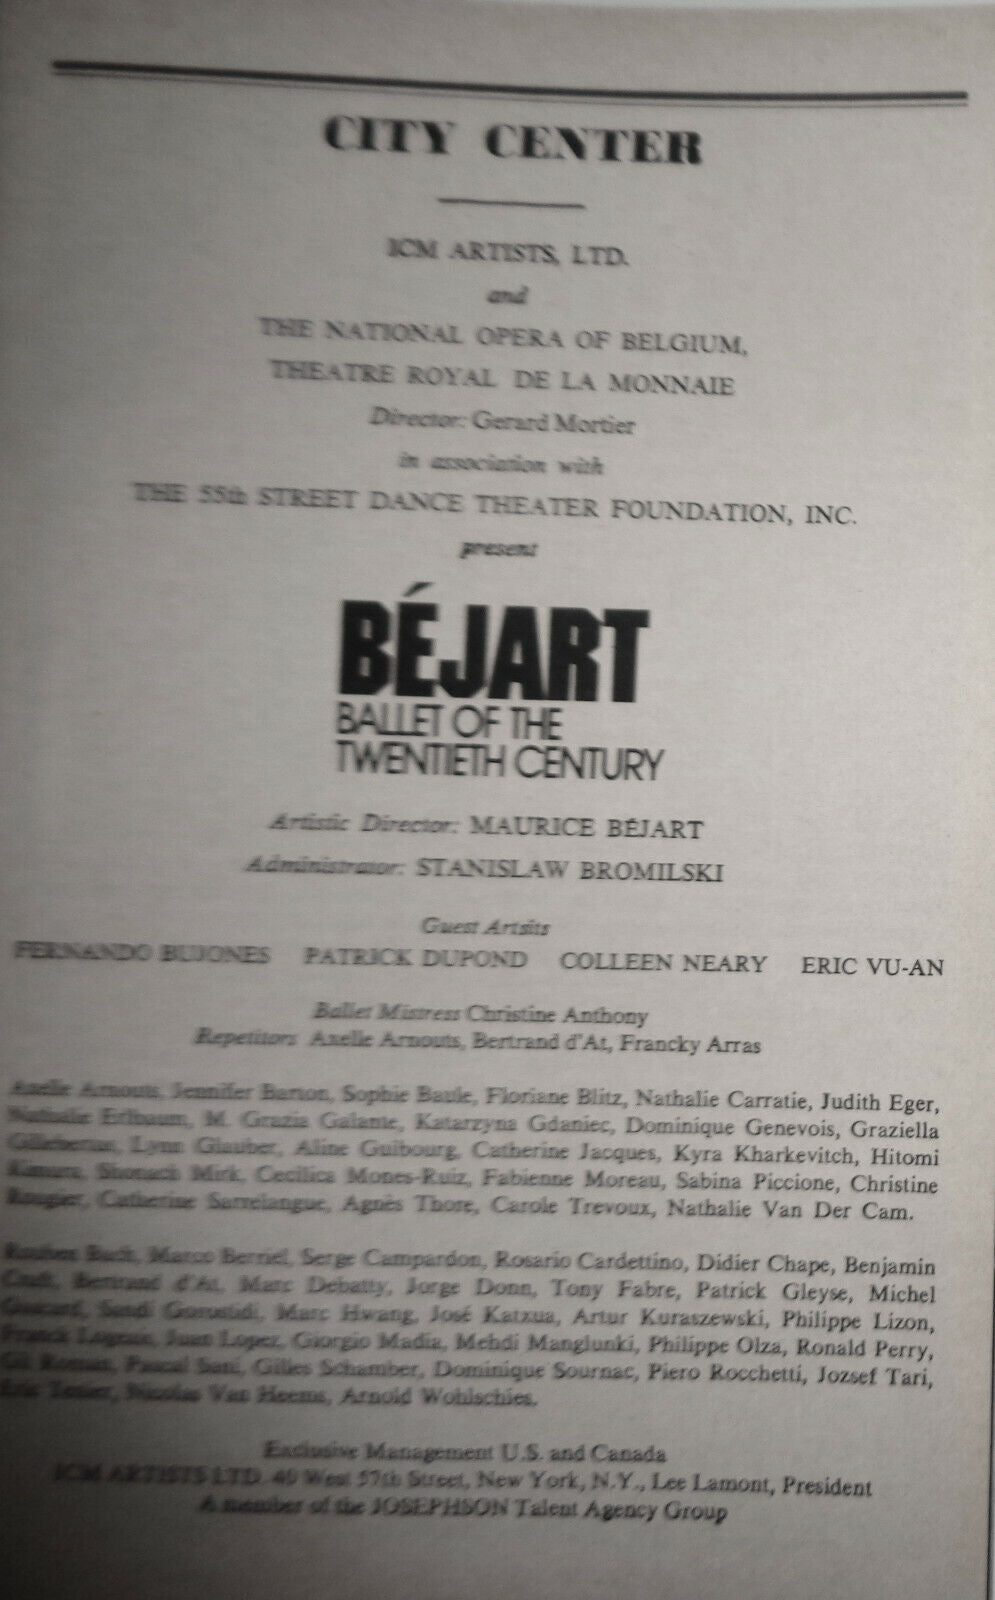 CITY CENTER
ICM ARTISTS, LTD.
and
THE NATIONAL OPERA OF BELGIUM,
THEATRE ROYAL DE LA MONNAIE
Director: Gerard Mortier
in association with
THE 55th STREET DANCE THEATER FOUNDATION, INC.
present
BÉJART
BALLET OF THE
TWENTIETH CENTURY
Artistic Director: MAURICE BÉJART
Administrator: STANISLAW BROMILSKI
Guest Artsits
FERNANDO BUJONES PATRICK DUPOND COLLEEN NEARY ERIC VU-AN
Ballet Mistress Christine Anthony
Repetitors Axelle Arnouts, Bertrand d'At, Francky Arras
Axelle Arnouts, Jennifer Barton, Sophie Baule, Floriane Blitz, Nathalie Carratie, Judith Eger,
Nathalie Erlbaum, M. Grazia Galante, Katarzyna Gdaniec, Dominique Genevois, Graziella
Gillebertus, Lynn Glauber, Aline Guibourg, Catherine Jacques, Kyra Kharkevitch, Hitomi
Kimura, Shonach Mirk, Cecilica Mones-Ruiz, Fabienne Moreau, Sabina Piccione, Christine
Rougier, Catherine Sarrelangue, Agnès Thore, Carole Trevoux, Nathalie Van Der Cam.
Bach, Marco Berriel, Serge Campardon, Rosario Cardettino, Didier Chape, Benjamin
Bertrand d'At, Marc Debatty, Jorge Donn, Tony Fabre, Patrick Gleyse, Michel
Sandi Gorostidi, Marc Hwang, José Katzua, Artur Kuraszewski, Philippe Lizon,
Juan Lopez, Giorgio Madia, Mehdi Manglunki, Philippe Olza, Ronald Perry,
Gil Roman, Pascal Gilles Schamber, Dominique Sournac, Piero Rocchetti, Jozsef Tari,
Nicolas Van Heems, Arnold Wohlschies.
Exclusive Management U.S. and Canada
ICM ARTISTS LTD. 40 West 57th Street, New York, N.Y., Lee Lamont, President
A member of the JOSEPHSON Talent Agency Group